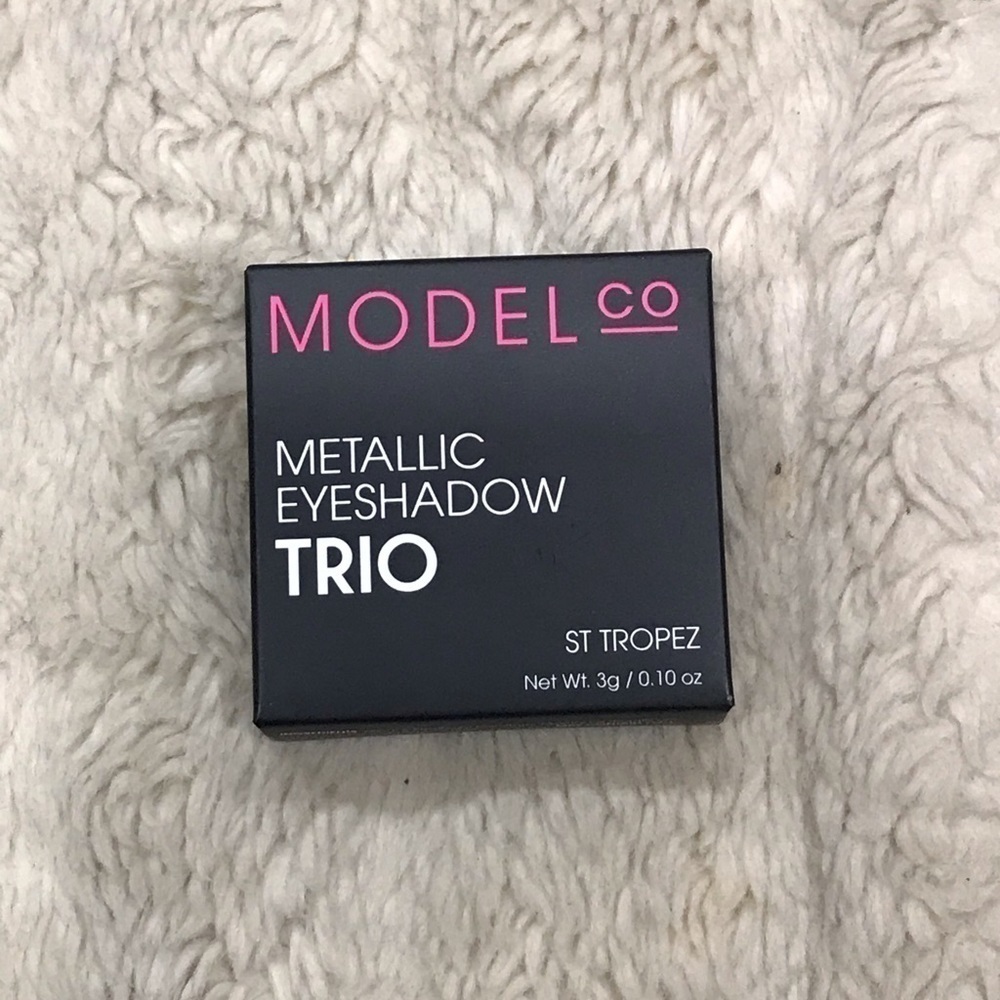 MODEL CO
METALLIC
EYESHADOW
TRIO
ST TROPEZ
Net Wt. 3g / 0.10 oz